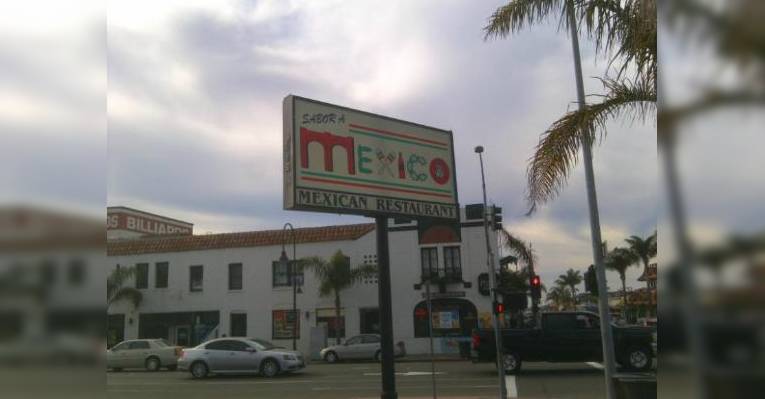 SABOR A
MEXICO
MEXICAN RESTAURANT
S BILLIARDS